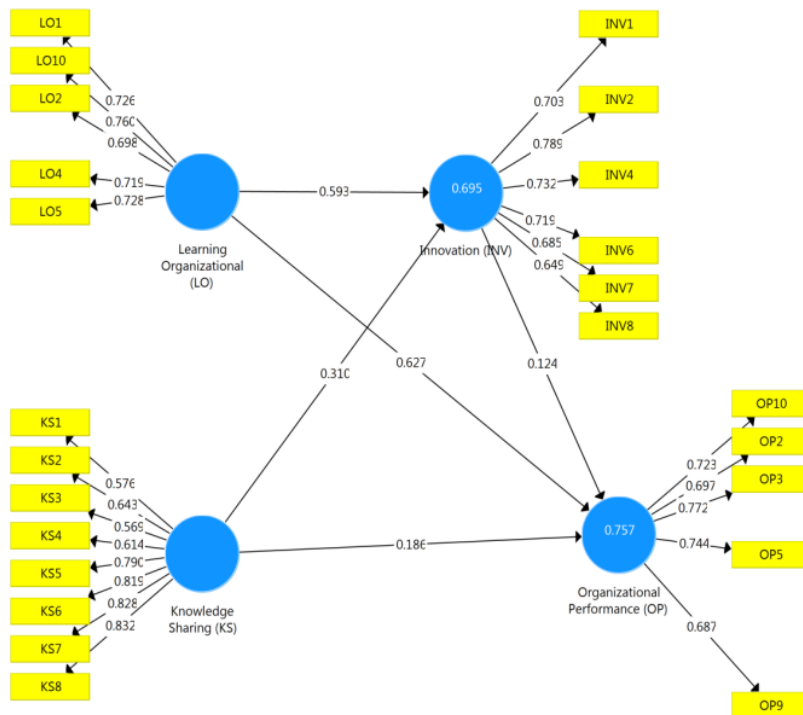 LO1
LO10
LO2
LO4
LO5
0.726
0.760
0.698
0.719
0.728
Learning
Organizational
(LO)
0.593
0.695
Innovation (INV)
INV1
INV2
INV4
INV6
INV7
INV8
0.703
0.789
0.732
0.719
0.685
0.649
0.310
0.627
0.124
KS1
KS2
KS3
KS4
KS5
KS6
KS7
KS8
0.576
0.643
0.569
0.614
0.790
0.819
0.828
0.832
Knowledge
Sharing (KS)
0.186
0.757
Organizational
Performance (OP)
OP10
OP2
OP3
OP5
OP9
0.723
0.697
0.772
0.744
0.687